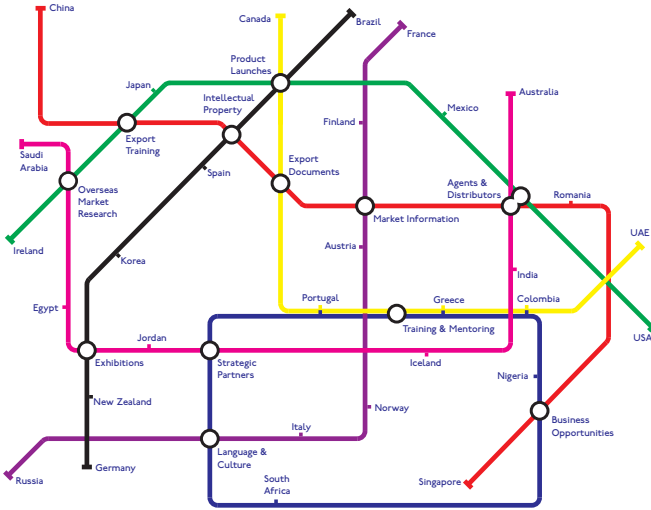 China
Canada
Brazil
France
Product
Launches
Japan
Intellectual
Property
Australia
Mexico
Finland
Saudi
Arabia
Export
Training
Spain
Export
Documents
Agents &
Distributors
Romania
Overseas
Market
Research
Market Information
UAE
Ireland
Korea
Austria
India
Egypt
Portugal
Greece
Colombia
Training & Mentoring
USA
Jordan
Exhibitions
Strategic
Partners
Iceland
Nigeria
New Zealand
Norway
Italy
Business
Opportunities
Language &
Culture
Germany
Russia
South
Africa
Singapore